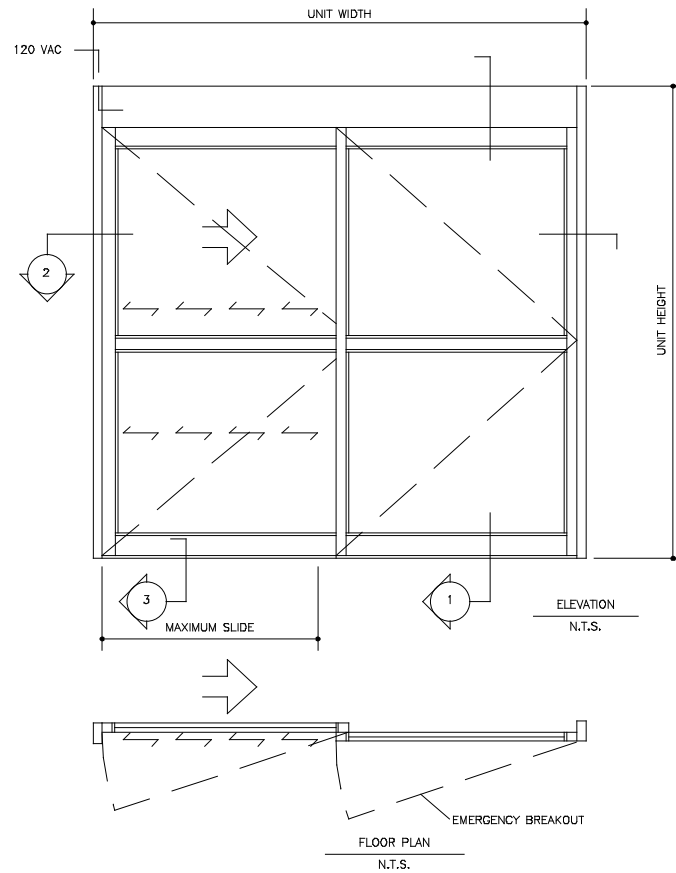 UNIT WIDTH
120 VAC
2
UNIT HEIGHT
3
1
MAXIMUM SLIDE
ELEVATION
N.T.S.
EMERGENCY BREAKOUT
FLOOR PLAN
N.T.S.